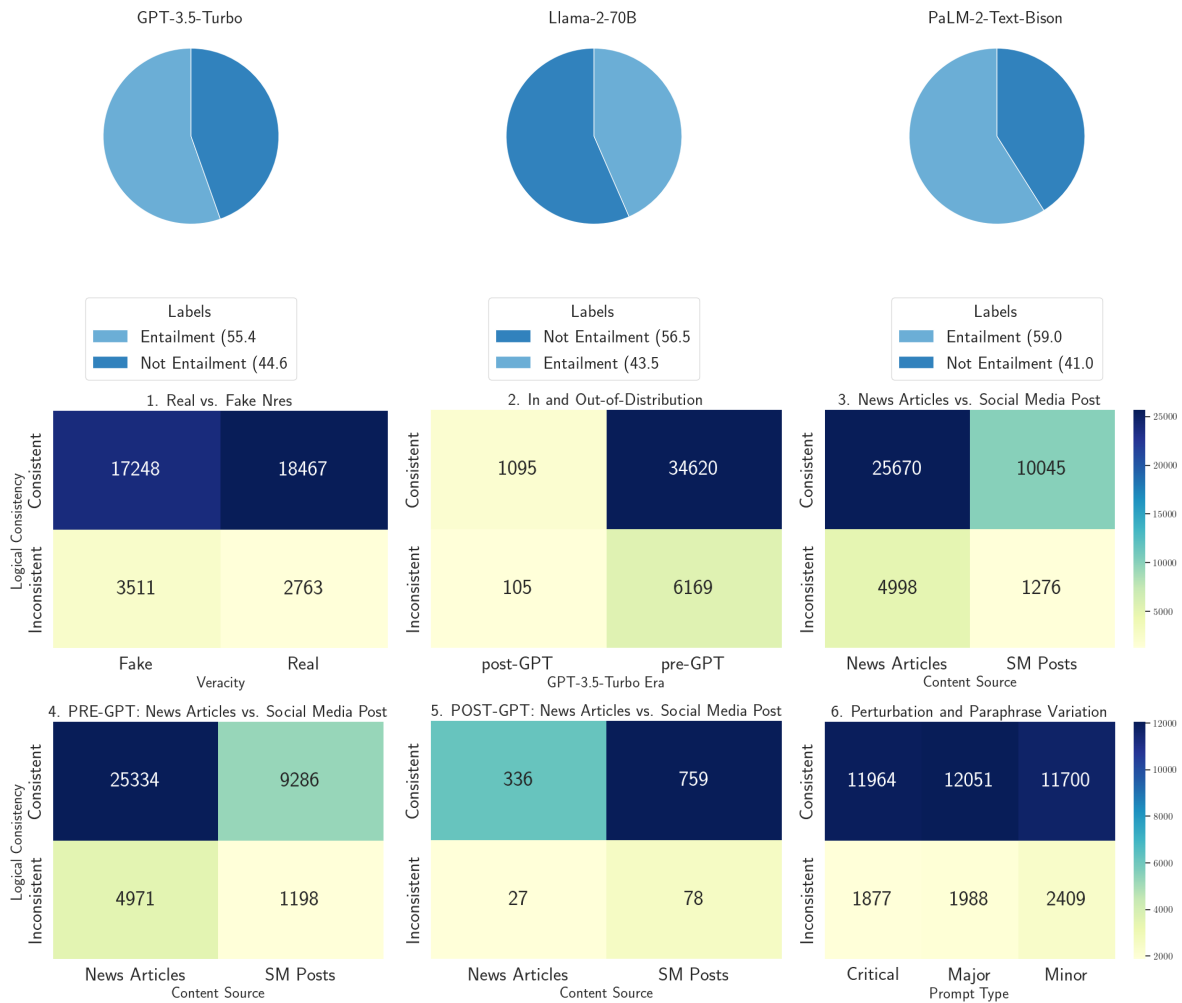 GPT-3.5-Turbo
Llama-2-70B
PaLM-2-Text-Bison
Labels
Entailment (55.4
Not Entailment (44.6
Labels
Not Entailment (56.5
Entailment (43.5
Labels
Entailment (59.0
Not Entailment (41.0
1. Real vs. Fake Nres
Logical Consistency
Consistent
Inconsistent
17248
18467
3511
2763
Fake
Real
Veracity
2. In and Out-of-Distribution
Consistent
Inconsistent
1095
34620
105
6169
post-GPT
pre-GPT
GPT-3.5-Turbo Era
3. News Articles vs. Social Media Post
Consistent
Inconsistent
25670
10045
4998
1276
News Articles
SM Posts
Content Source
25000
20000
15000
10000
5000
4. PRE-GPT: News Articles vs. Social Media Post
Logical Consistency
Consistent
Inconsistent
25334
9286
4971
1198
News Articles
SM Posts
Content Source
5. POST-GPT: News Articles vs. Social Media Post
Consistent
Inconsistent
336
759
27
78
News Articles
SM Posts
Content Source
6. Perturbation and Paraphrase Variation
Consistent
Inconsistent
11964
12051
11700
1877
1988
2409
Critical
Major
Minor
Prompt Type
12000
10000
8000
6000
4000
2000